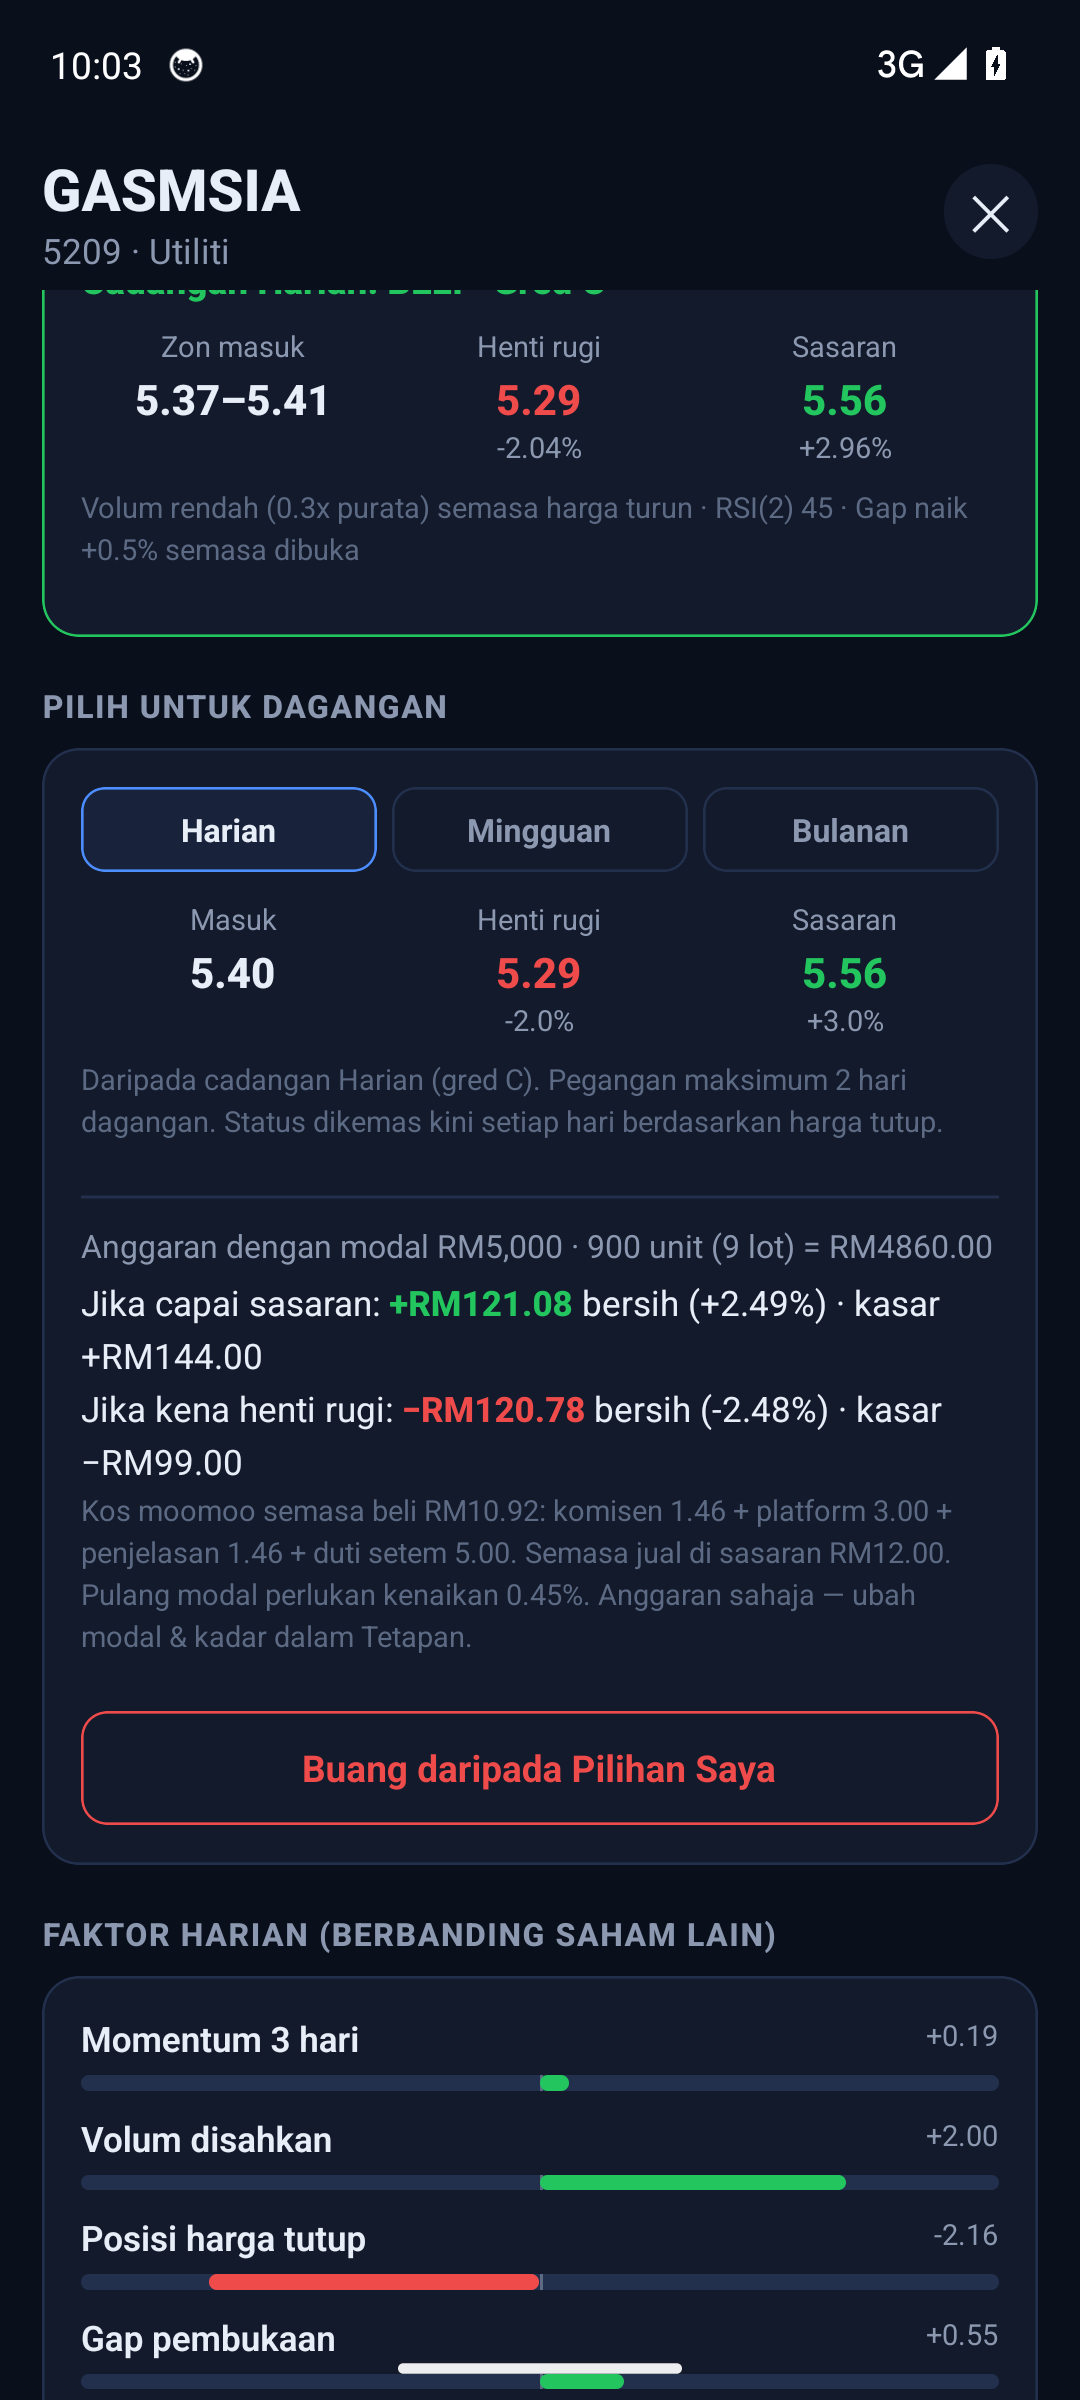 10:03
3G
GASMSIA
5209 · Utiliti
Zon masuk
Henti rugi
Sasaran
5.37–5.41
5.29
5.56
-2.04%
+2.96%
Volum rendah (0.3x purata) semasa harga turun · RSI(2) 45 · Gap naik
+0.5% semasa dibuka
PILIH UNTUK DAGANGAN
Harian
Mingguan
Bulanan
Masuk
Henti rugi
Sasaran
5.40
5.29
5.56
-2.0%
+3.0%
Daripada cadangan Harian (gred C). Pegangan maksimum 2 hari
dagangan. Status dikemas kini setiap hari berdasarkan harga tutup.
Anggaran dengan modal RM5,000 · 900 unit (9 lot) = RM4860.00
Jika capai sasaran: +RM121.08 bersih (+2.49%) · kasar
+RM144.00
Jika kena henti rugi: −RM120.78 bersih (-2.48%) · kasar
−RM99.00
Kos moomoo semasa beli RM10.92: komisen 1.46 + platform 3.00 +
penjelasan 1.46 + duti setem 5.00. Semasa jual di sasaran RM12.00.
Pulang modal perlukan kenaikan 0.45%. Anggaran sahaja — ubah
modal & kadar dalam Tetapan.
Buang daripada Pilihan Saya
FAKTOR HARIAN (BERBANDING SAHAM LAIN)
Momentum 3 hari
+0.19
Volum disahkan
+2.00
Posisi harga tutup
-2.16
Gap pembukaan
+0.55